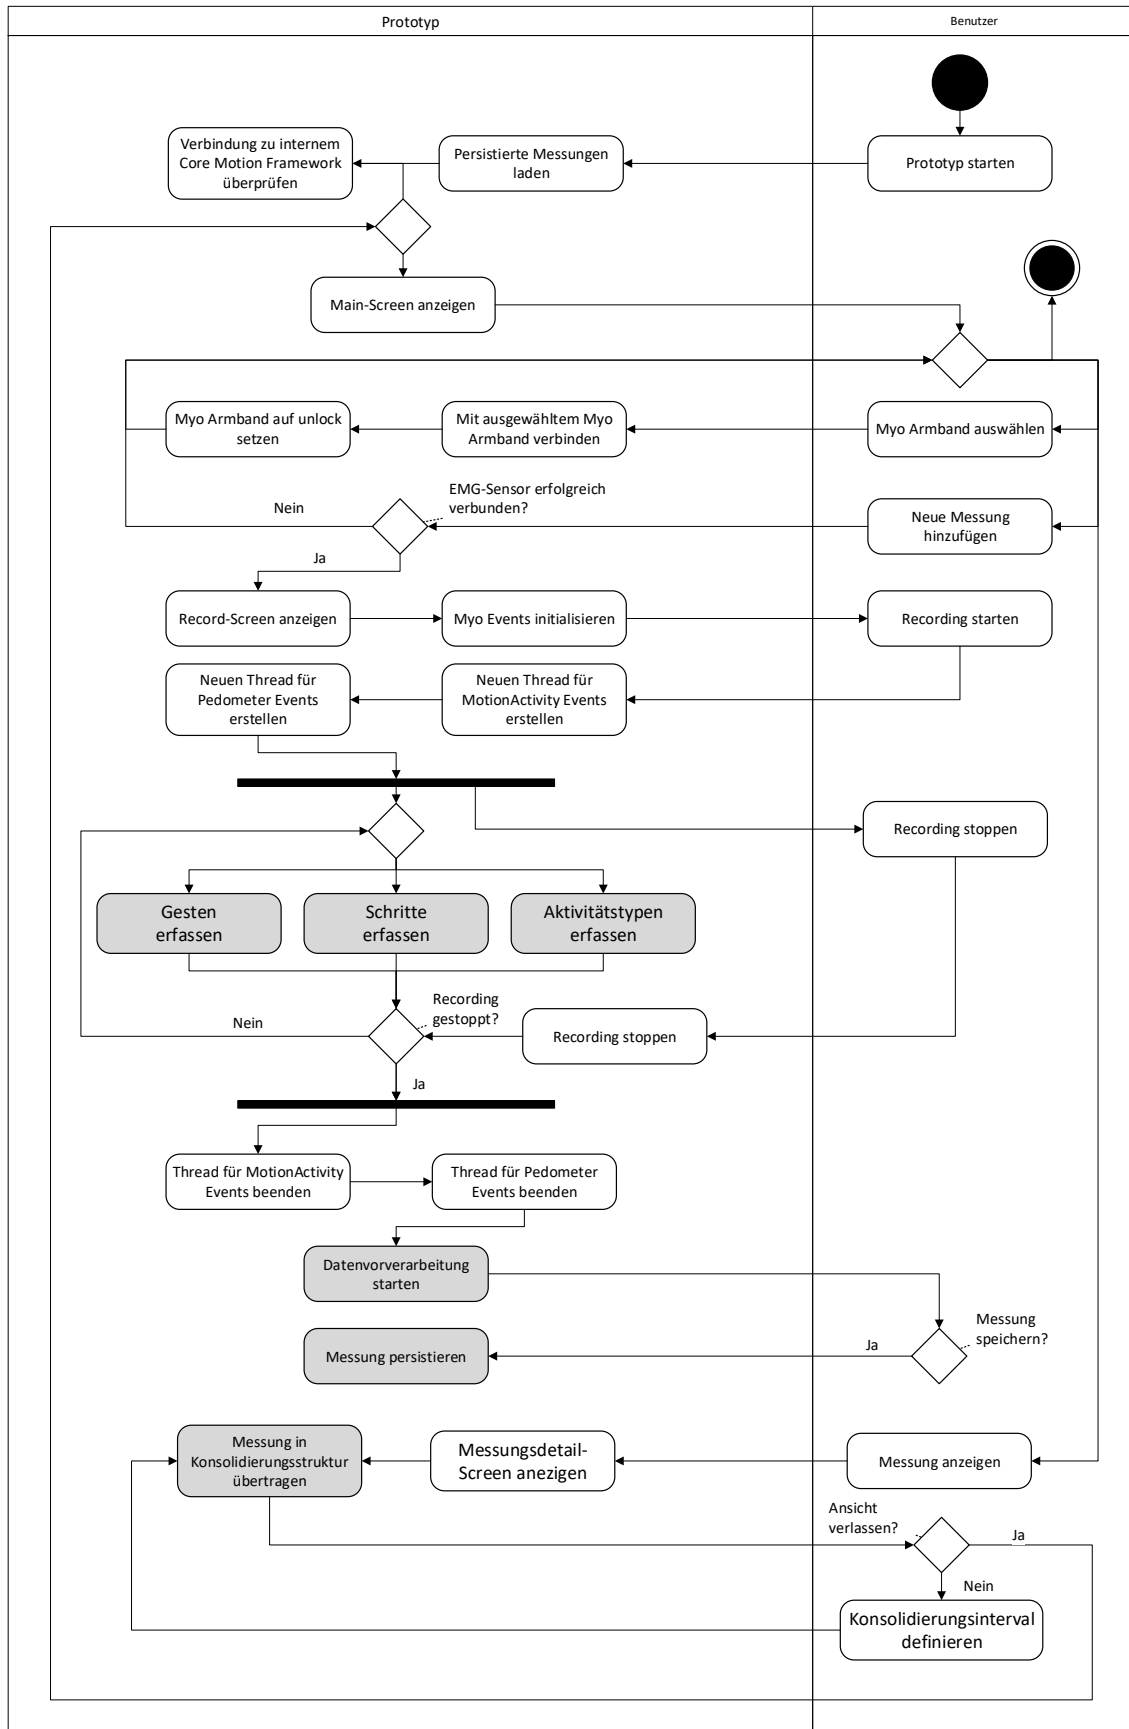 Prototyp
Benutzer
Verbindung zu internem
Core Motion Framework
überprüfen
Persistierte Messungen
laden
Prototyp starten
Main-Screen anzeigen
Myo Armband auf unlock
setzen
Mit ausgewähltem Myo
Armband verbinden
Myo Armband auswählen
EMG-Sensor erfolgreich
verbunden?
Nein
Neue Messung
hinzufügen
Ja
Record-Screen anzeigen
Myo Events initialisieren
Recording starten
Neuen Thread für
Pedometer Events
erstellen
Neuen Thread für
MotionActivity Events
erstellen
Recording stoppen
Gesten
erfassen
Schritte
erfassen
Aktivitätstypen
erfassen
Recording
gestoppt?
Nein
Recording stoppen
Ja
Thread für MotionActivity
Events beenden
Thread für Pedometer
Events beenden
Datenvorverarbeitung
starten
Messung
speichern?
Ja
Messung persistieren
Messung in
Konsolidierungsstruktur
übertragen
Messungsdetail-
Screen anezigen
Messung anzeigen
Ansicht
verlassen?
Ja
Nein
Konsolidierungsinterval
definieren